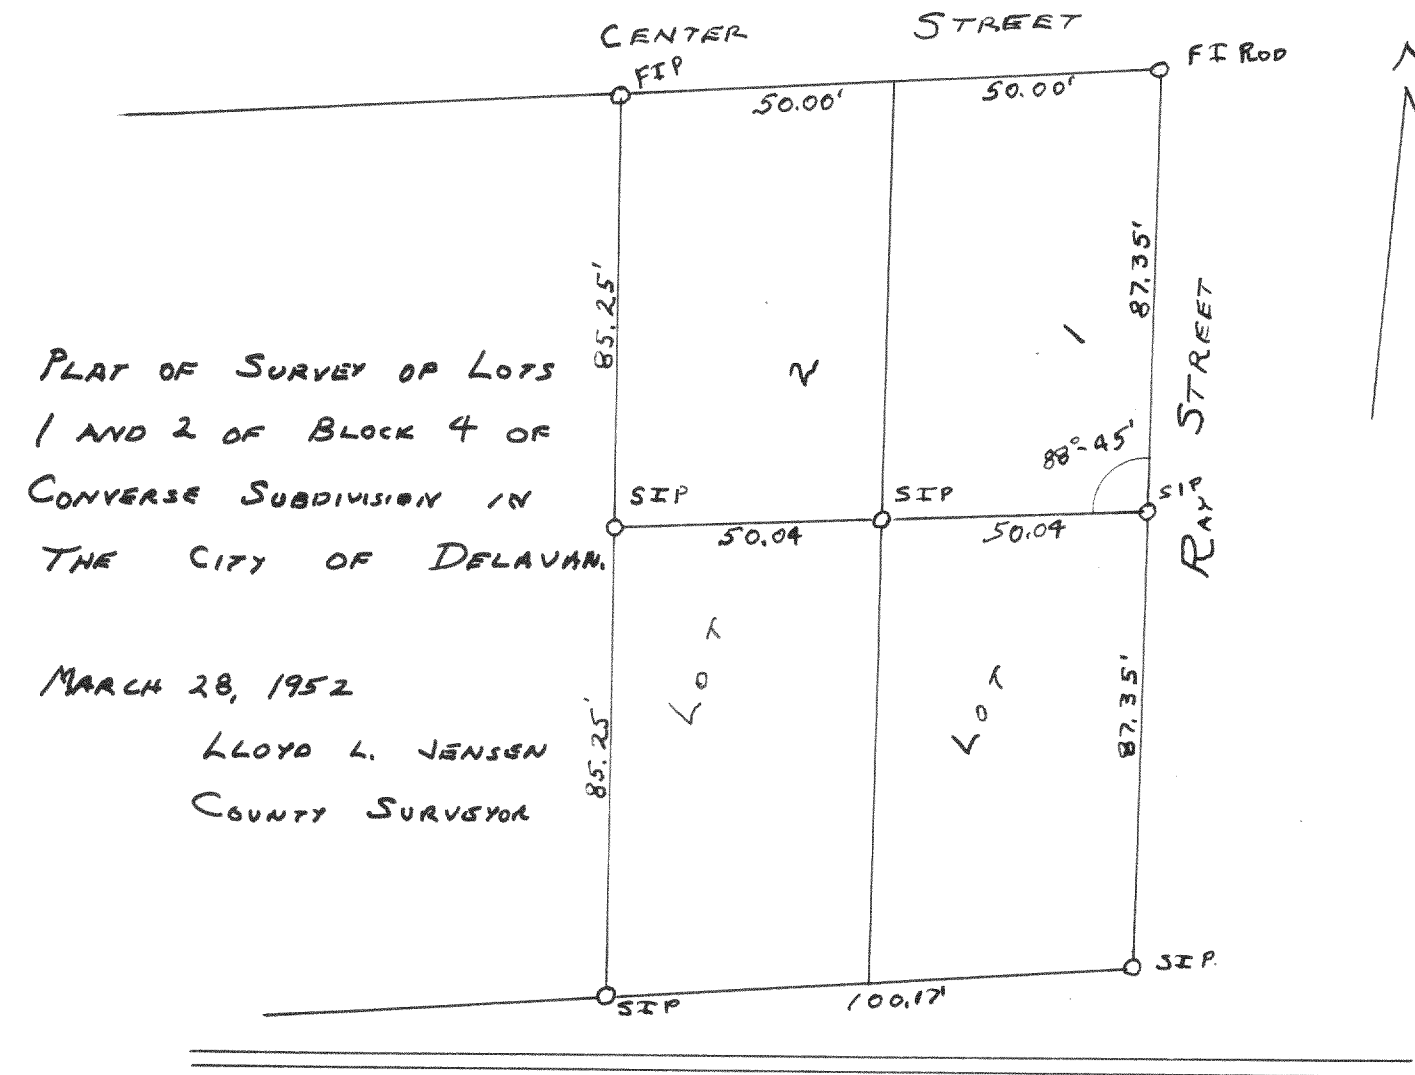 CENTER STREET
FIP
FI ROD
50.00'
50.00'
85.25'
87.35'
2
1
88°-45'
RAY STREET
PLAT OF SURVEY OF LOTS
1 AND 2 OF BLOCK 4 OF
CONVERSE SUBDIVISION IN
THE CITY OF DELAVAN.
SIP
SIP
SIP
50.04
50.04
MARCH 28, 1952
LLOYD L. JENSEN
COUNTY SURVEYOR
LOT
LOT
85.25'
87.35'
SIP
100.17'
SIP.